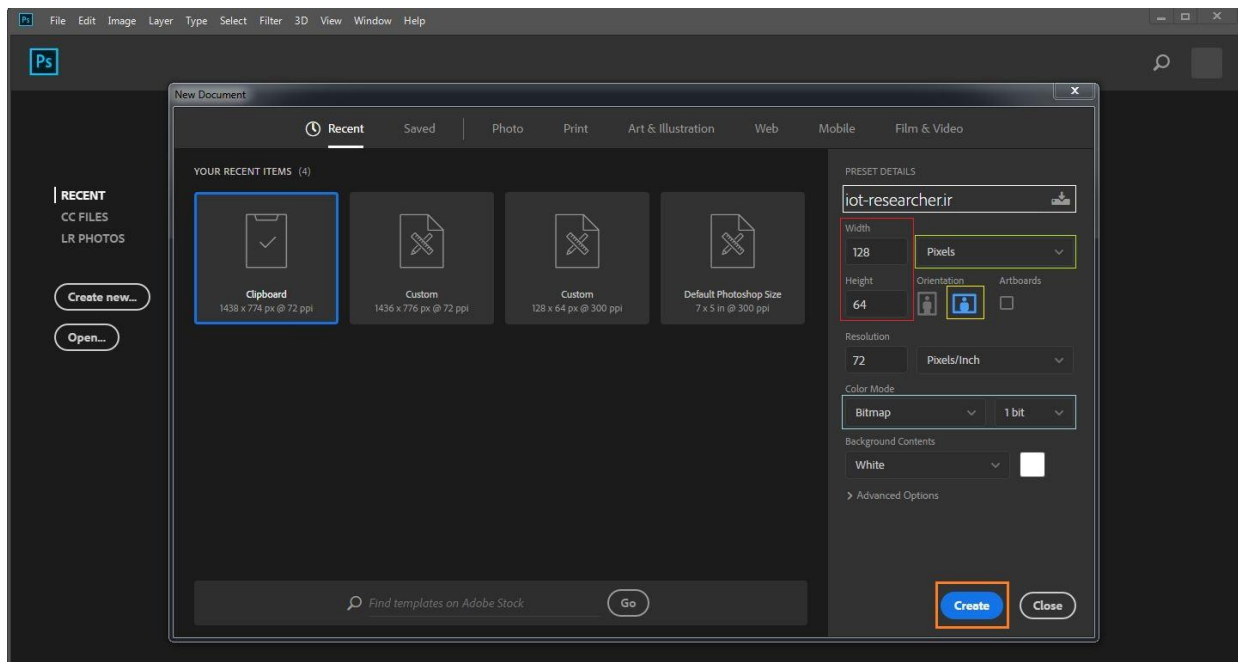 Ps File Edit Image Layer Type Select Filter 3D View Window Help
Ps
New Document
x
Recent Saved Photo Print Art & Illustration Web Mobile Film & Video
RECENT
CC FILES
LR PHOTOS
Create new...
Open...
YOUR RECENT ITEMS (4)
Clipboard
1438 x 774 px @ 72 ppi
Custom
1436 x 776 px @ 72 ppi
Custom
128 x 64 px @ 300 ppi
Default Photoshop Size
7 x 5 in @ 300 ppi
Find templates on Adobe Stock
Go
PRESET DETAILS
iot-researcher.ir
Width
128 Pixels
Height Orientation Artboards
64
Resolution
72 Pixels/Inch
Color Mode
Bitmap 1 bit
Background Contents
White
Advanced Options
Create Close